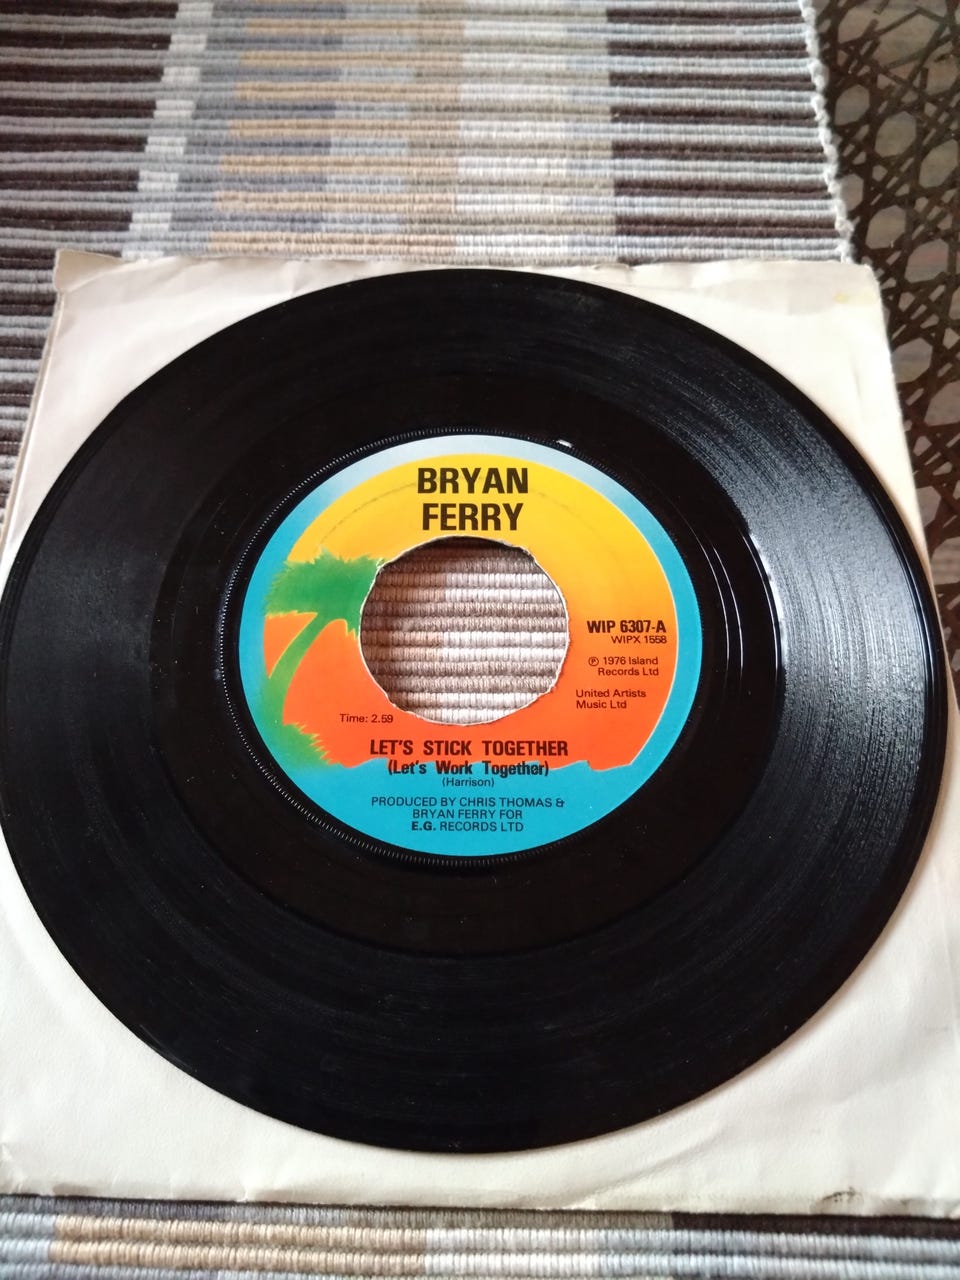 BRYAN
FERRY
WIP 6307-A
WIPX 1558
℗ 1976 Island
Records Ltd
United Artists
Music Ltd
Time: 2.59
LET'S STICK TOGETHER
(Let's Work Together)
(Harrison)
PRODUCED BY CHRIS THOMAS &
BRYAN FERRY FOR
E.G. RECORDS LTD